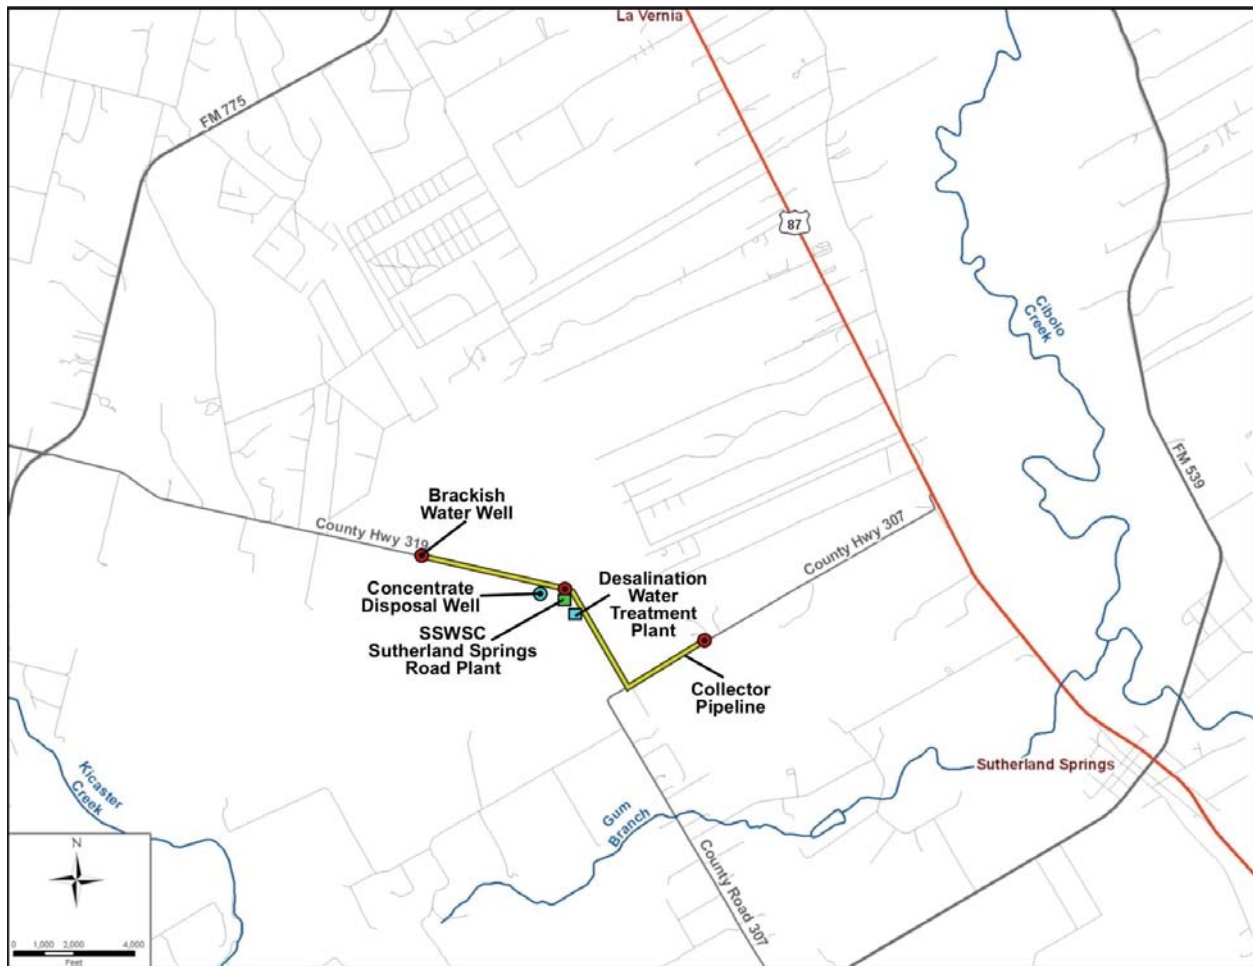 La Vernia
FM 775
87
Cibolo
Creek
FM 539
Brackish
Water Well
County Hwy 319
County Hwy 307
Concentrate
Disposal Well
Desalination
Water
Treatment
Plant
SSWSC
Sutherland Springs
Road Plant
Collector
Pipeline
Kicaster
Creek
Sutherland Springs
Gum
Branch
County Road 307
N
0 1,000 2,000 4,000
Feet